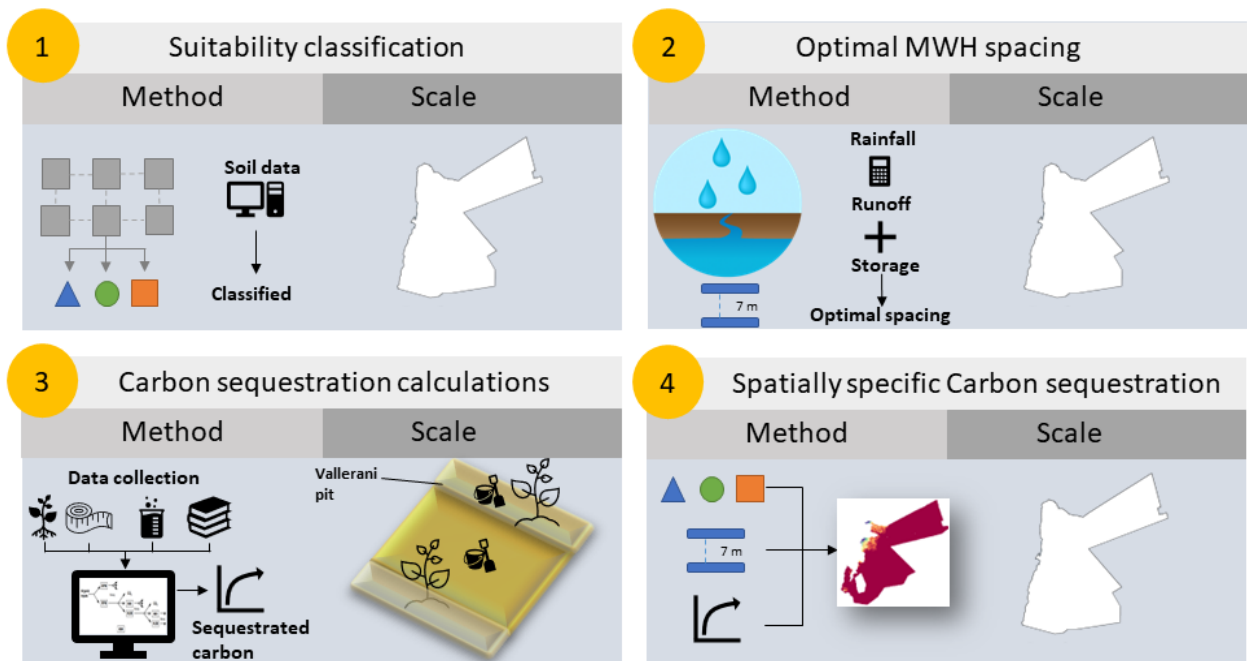 1
Suitability classification
Method
Scale
Soil data
Classified
2
Optimal MWH spacing
Method
Scale
Rainfall
Runoff
Storage
7 m
Optimal spacing
3
Carbon sequestration calculations
Method
Scale
Data collection
Sequestrated
carbon
Vallerani
pit
4
Spatially specific Carbon sequestration
Method
Scale
7 m